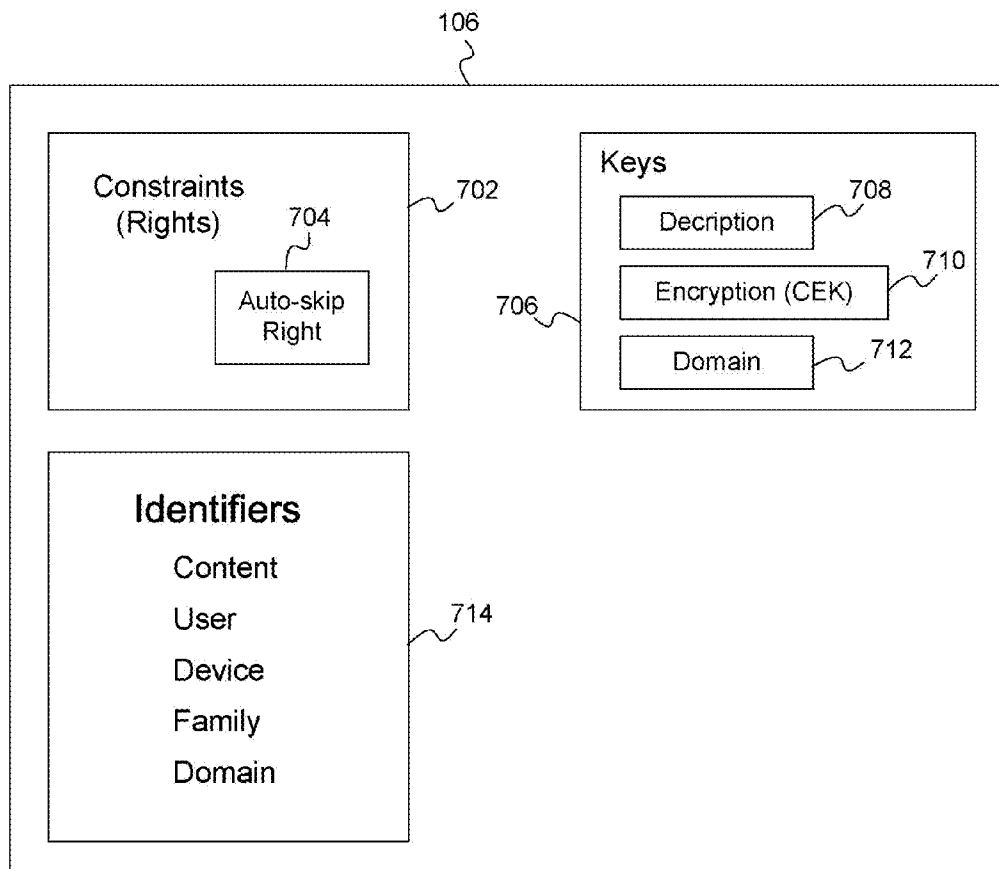 106
Constraints
(Rights)
702
704
Auto-skip
Right
Keys
Decription
708
Encryption (CEK)
710
706
Domain
712
Identifiers
Content
User
Device
Family
Domain
714